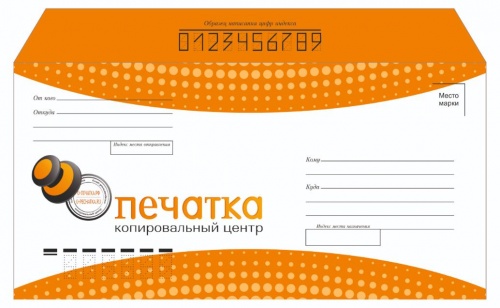 Образец написания цифр индекса
0123456789
От кого
Откуда
Индекс места отправления
Место
марки
Кому
Куда
Индекс места назначения
Опечатка
копировальный центр